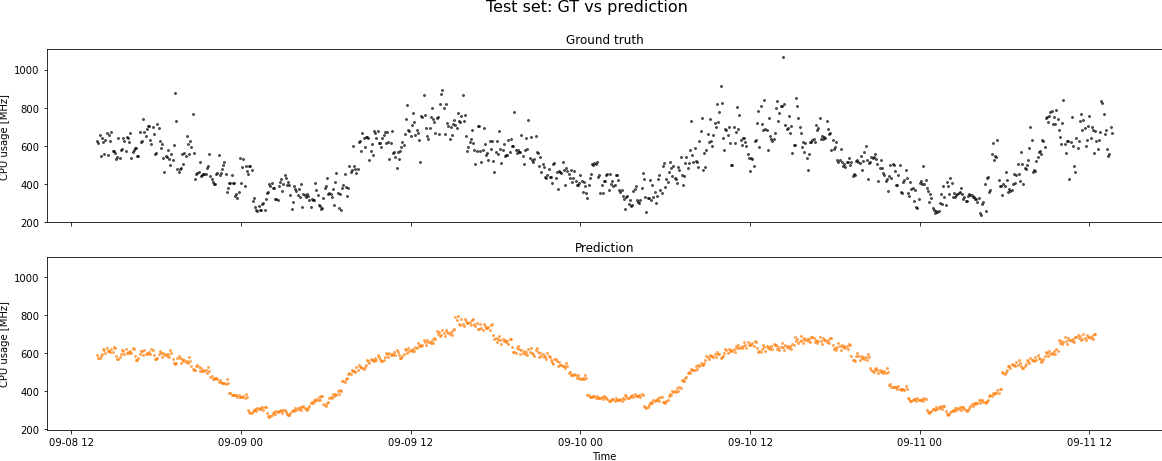 Test set: GT vs prediction
Ground truth
CPU usage [MHz]
1000
800
600
400
200
Prediction
CPU usage [MHz]
1000
800
600
400
200
09-08 12
09-09 00
09-09 12
09-10 00
09-10 12
09-11 00
09-11 12
Time